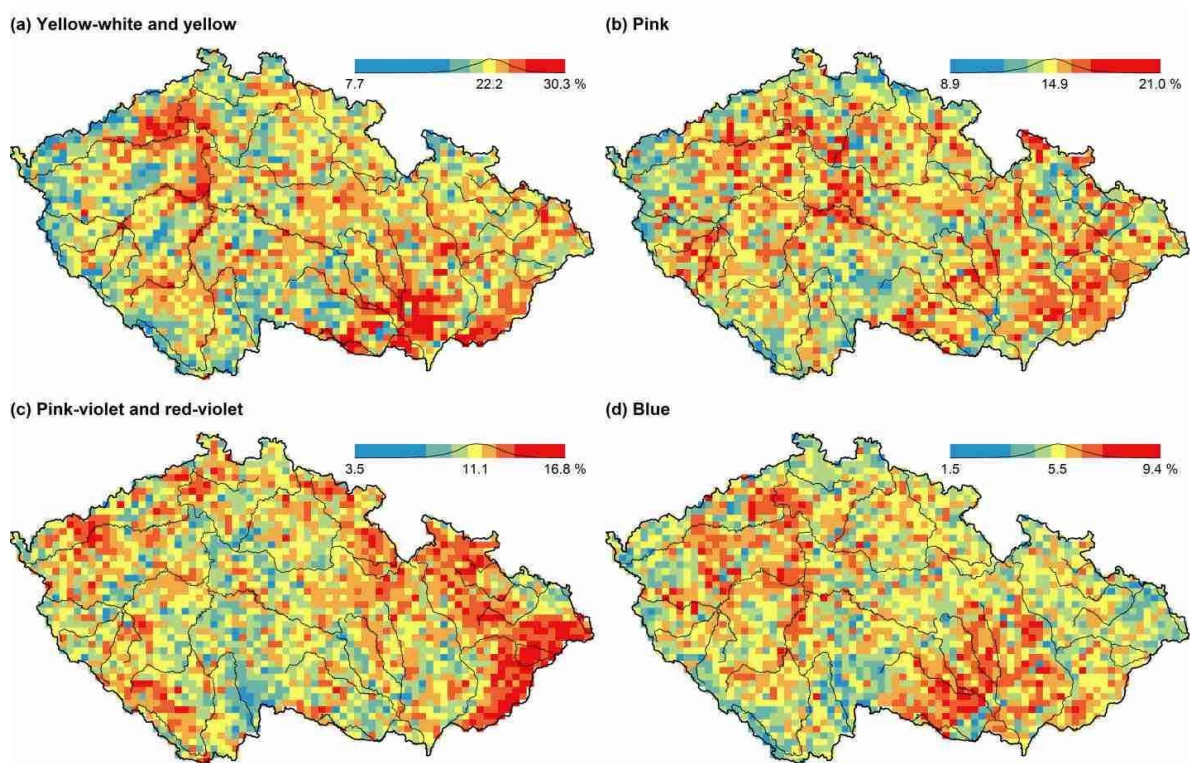 (a) Yellow-white and yellow
7.7 22.2 30.3 %
(b) Pink
8.9 14.9 21.0 %
(c) Pink-violet and red-violet
3.5 11.1 16.8 %
(d) Blue
1.5 5.5 9.4 %